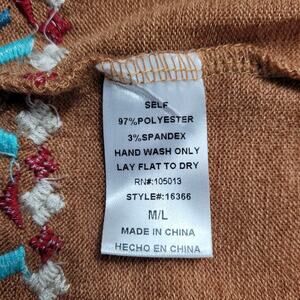 SELF
97%POLYESTER
3%SPANDEX
HAND WASH ONLY
LAY FLAT TO DRY
RN#:105013
STYLE#:16366
M/L
MADE IN CHINA
HECHO EN CHINA